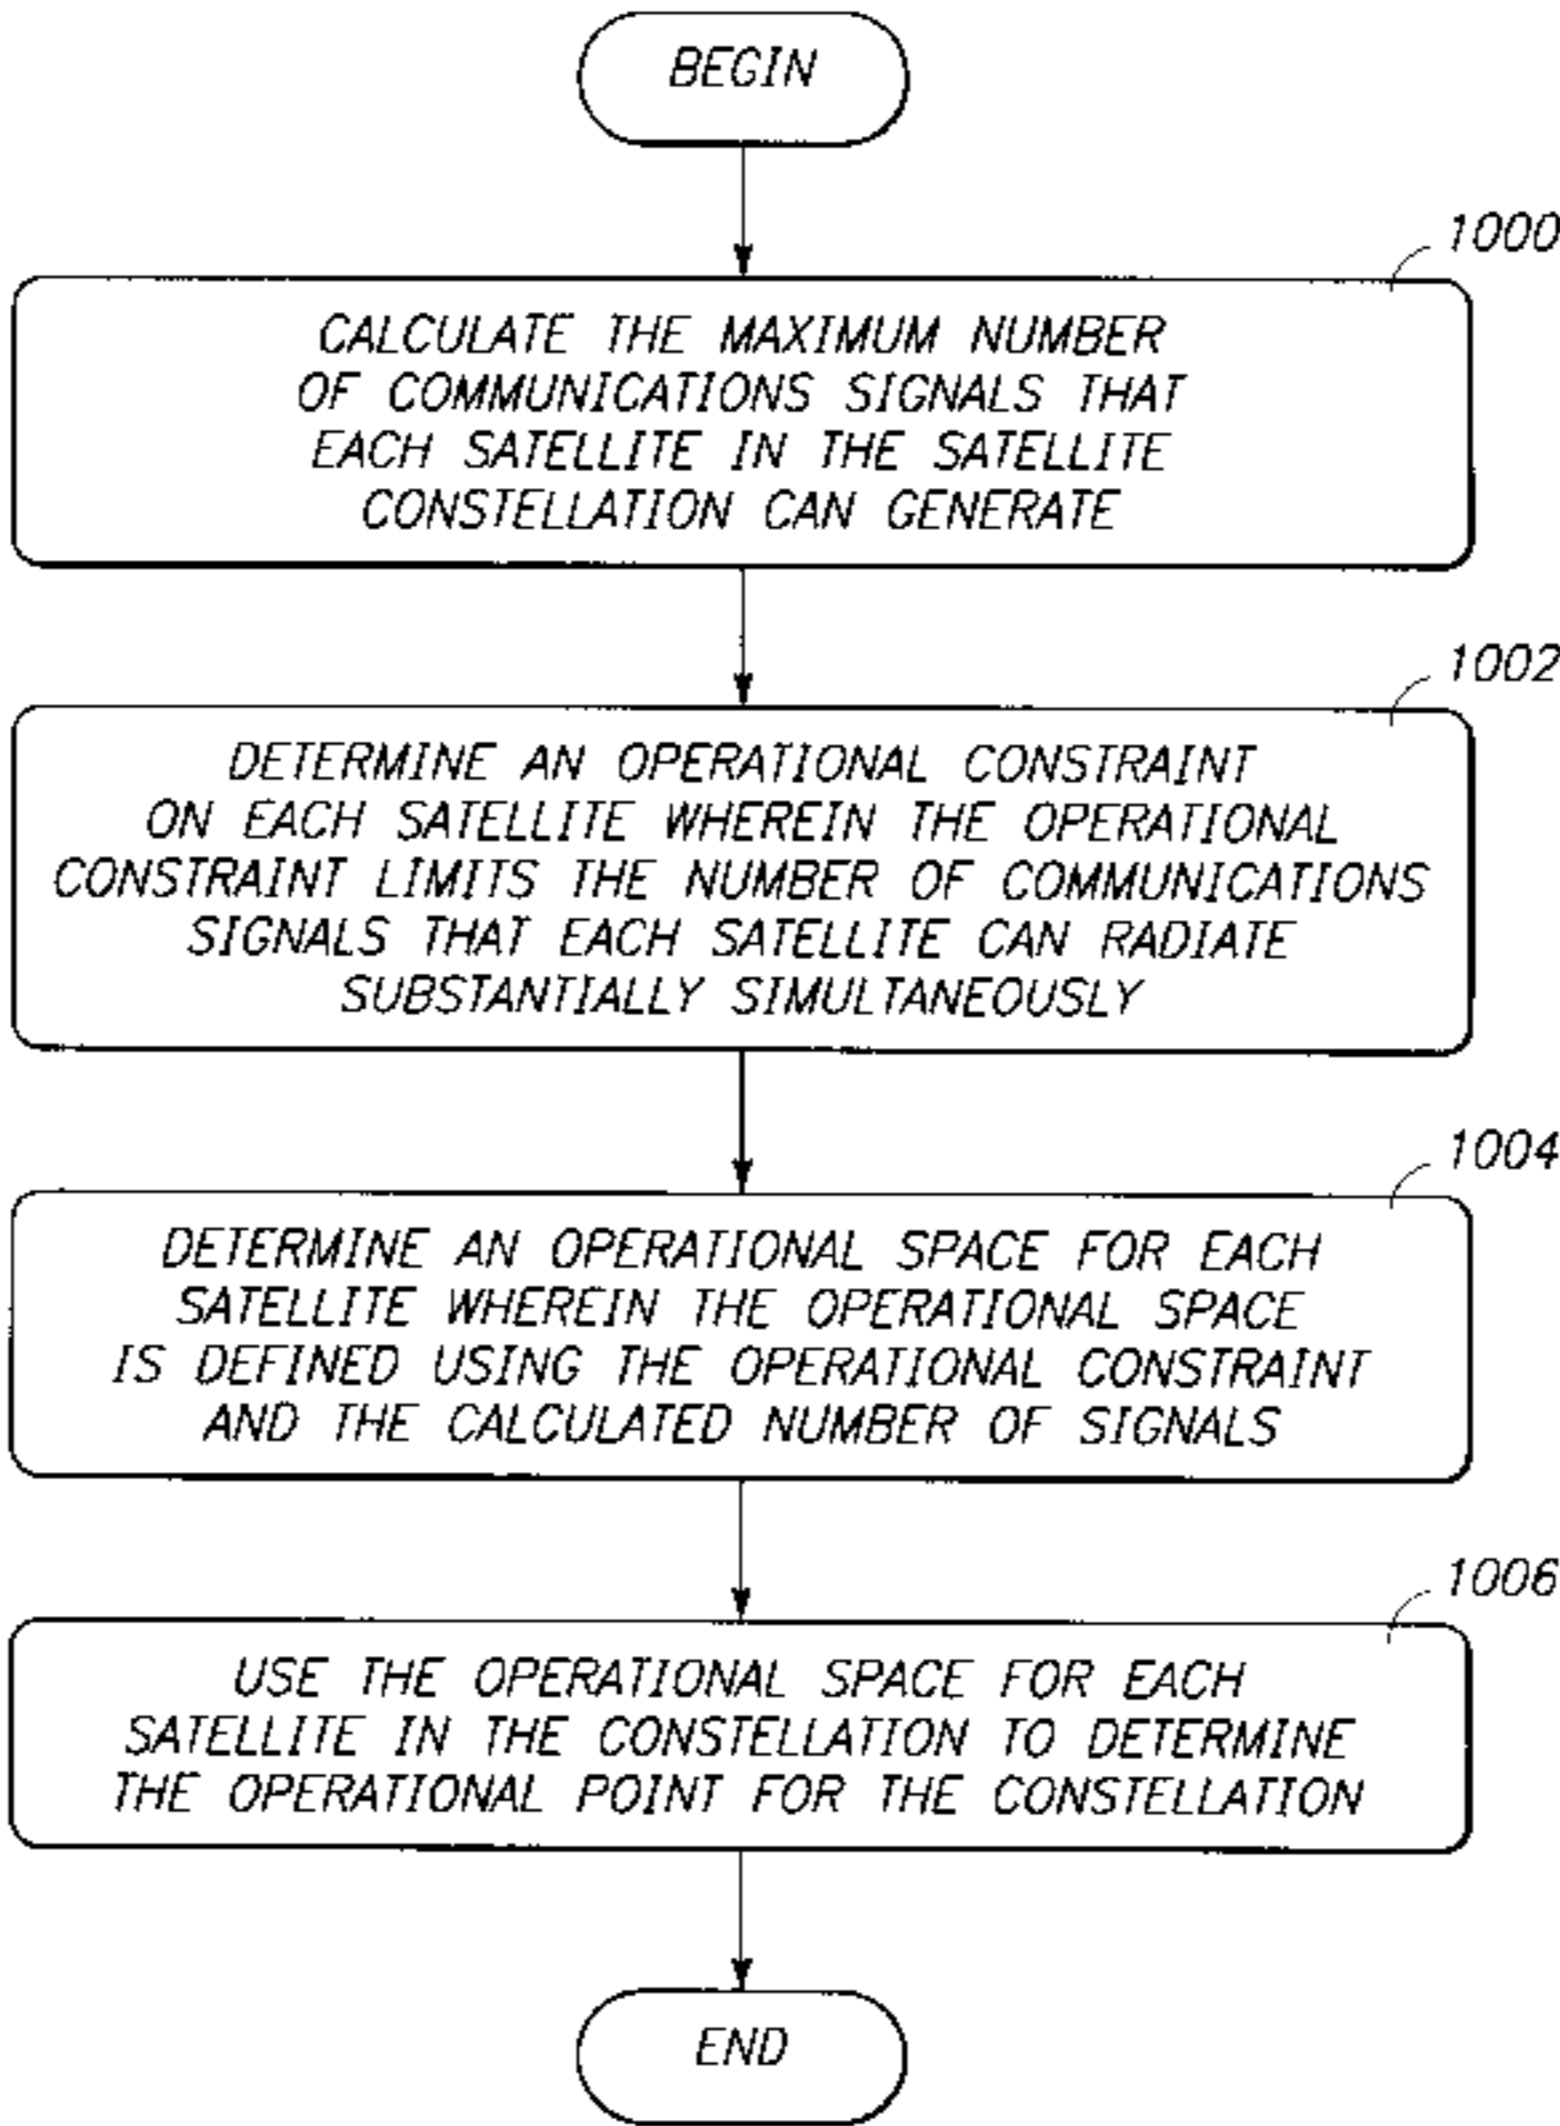 BEGIN
1000
CALCULATE THE MAXIMUM NUMBER
OF COMMUNICATIONS SIGNALS THAT
EACH SATELLITE IN THE SATELLITE
CONSTELLATION CAN GENERATE
1002
DETERMINE AN OPERATIONAL CONSTRAINT
ON EACH SATELLITE WHEREIN THE OPERATIONAL
CONSTRAINT LIMITS THE NUMBER OF COMMUNICATIONS
SIGNALS THAT EACH SATELLITE CAN RADIATE
SUBSTANTIALLY SIMULTANEOUSLY
1004
DETERMINE AN OPERATIONAL SPACE FOR EACH
SATELLITE WHEREIN THE OPERATIONAL SPACE
IS DEFINED USING THE OPERATIONAL CONSTRAINT
AND THE CALCULATED NUMBER OF SIGNALS
1006
USE THE OPERATIONAL SPACE FOR EACH
SATELLITE IN THE CONSTELLATION TO DETERMINE
THE OPERATIONAL POINT FOR THE CONSTELLATION
END